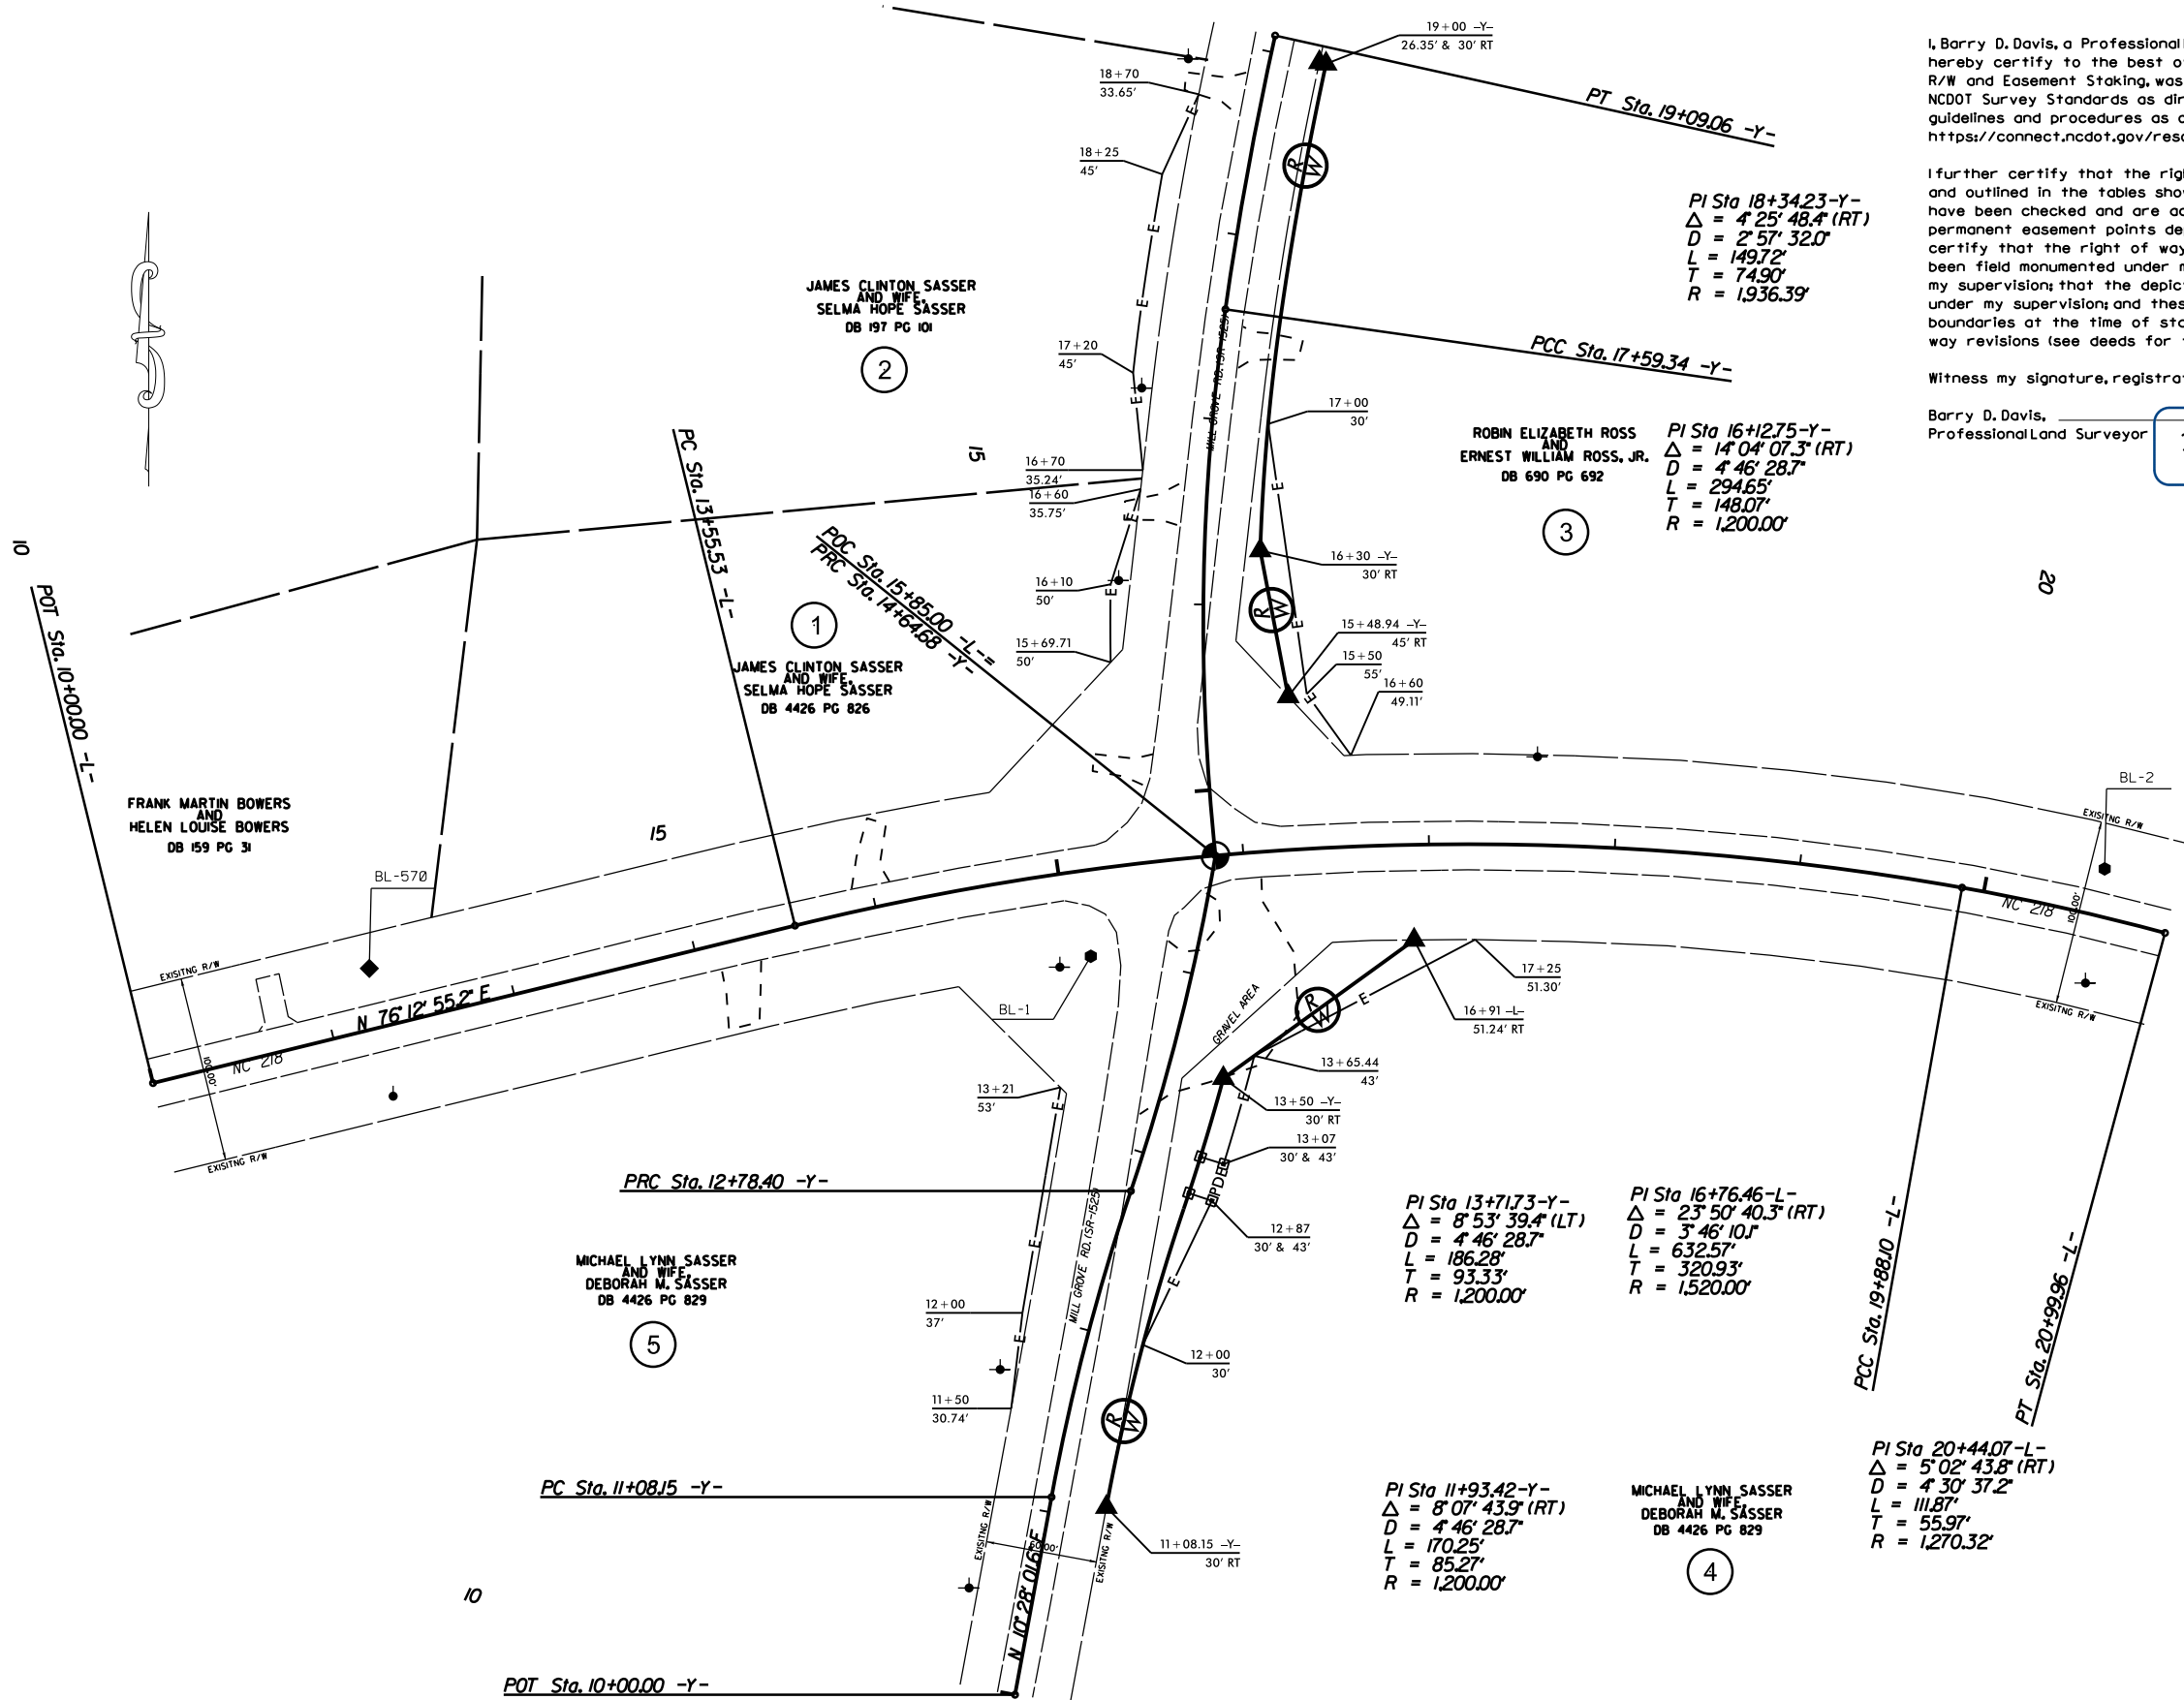 19+00 -Y-
26.35' & 30' RT
18+70
33.65'
PT Sta. 19+09.06 -Y-
18+25
45'
I, Barry D. Davis, a Professional
hereby certify to the best
R/W and Easement Staking, was
NCDOT Survey Standards as
guidelines and procedures as
https://connect.ncdot.gov/
I further certify that the
and outlined in the tables
have been checked and are
permanent easement points
certify that the right of way
been field monumented under
my supervision; that the
under my supervision; and
boundaries at the time of
way revisions (see deeds for
Witness my signature,
Barry D. Davis,
Professional Land Surveyor
PI Sta 18+34.23 -Y-
Δ = 4° 25' 48.4" (RT)
D = 2° 57' 32.0"
L = 149.72'
T = 74.90'
R = 1,936.39'
JAMES CLINTON SASSER
AND WIFE,
SELMA HOPE SASSER
DB 197 PG 101
2
17+20
45'
PCC Sta. 17+59.34 -Y-
MILL GROVE RD. (SR-1525)
17+00
30'
ROBIN ELIZABETH ROSS
AND
ERNEST WILLIAM ROSS, JR.
DB 690 PG 692
3
PI Sta 16+12.75 -Y-
Δ = 14° 04' 07.3" (RT)
D = 4° 46' 28.7"
L = 294.65'
T = 148.07'
R = 1,200.00'
PC Sta. 13+55.53 -L-
15
16+70
35.24'
16+60
35.75'
10
POT Sta. 10+00.00 -L-
POC Sta. 15+85.00 -L- =
PRC Sta. 14+64.68 -Y-
16+10
50'
16+30 -Y-
30' RT
20
1
JAMES CLINTON SASSER
AND WIFE,
SELMA HOPE SASSER
DB 4426 PG 826
15+69.71
50'
15+48.94 -Y-
45' RT
15+50
55'
16+60
49.11'
R/W
R/W
E
E
E
E
E
E
E
E
E
FRANK MARTIN BOWERS
AND
HELEN LOUISE BOWERS
DB 159 PG 31
15
BL-570
BL-2
EXISITNG R/W
NC 218
100.00'
EXISITNG R/W
EXISITNG R/W
N 76° 12' 55.2" E
NC 218
100.00'
EXISITNG R/W
BL-1
GRAVEL AREA
R/W
E
17+25
51.30'
16+91 -L-
51.24' RT
13+65.44
43'
13+21
53'
13+50 -Y-
30' RT
13+07
30' & 43'
E
PDE
E
12+87
30' & 43'
PRC Sta. 12+78.40 -Y-
MILL GROVE RD. (SR-1525)
E
E
E
MICHAEL LYNN SASSER
AND WIFE,
DEBORAH M. SASSER
DB 4426 PG 829
5
12+00
37'
12+00
30'
11+50
30.74'
R/W
PI Sta 13+71.73 -Y-
Δ = 8° 53' 39.4" (LT)
D = 4° 46' 28.7"
L = 186.28'
T = 93.33'
R = 1,200.00'
PI Sta 16+76.46 -L-
Δ = 23° 50' 40.3" (RT)
D = 3° 46' 10.1"
L = 632.57'
T = 320.93'
R = 1,520.00'
PCC Sta. 19+88.10 -L-
PT Sta. 20+99.96 -L-
PC Sta. 11+08.15 -Y-
EXISITNG R/W
60.00'
EXISITNG R/W
11+08.15 -Y-
30' RT
PI Sta 11+93.42 -Y-
Δ = 8° 07' 43.9" (RT)
D = 4° 46' 28.7"
L = 170.25'
T = 85.27'
R = 1,200.00'
MICHAEL LYNN SASSER
AND WIFE,
DEBORAH M. SASSER
DB 4426 PG 829
4
PI Sta 20+44.07 -L-
Δ = 5° 02' 43.8" (RT)
D = 4° 30' 37.2"
L = 111.87'
T = 55.97'
R = 1,270.32'
10
N 10° 28' 01.6" E
POT Sta. 10+00.00 -Y-